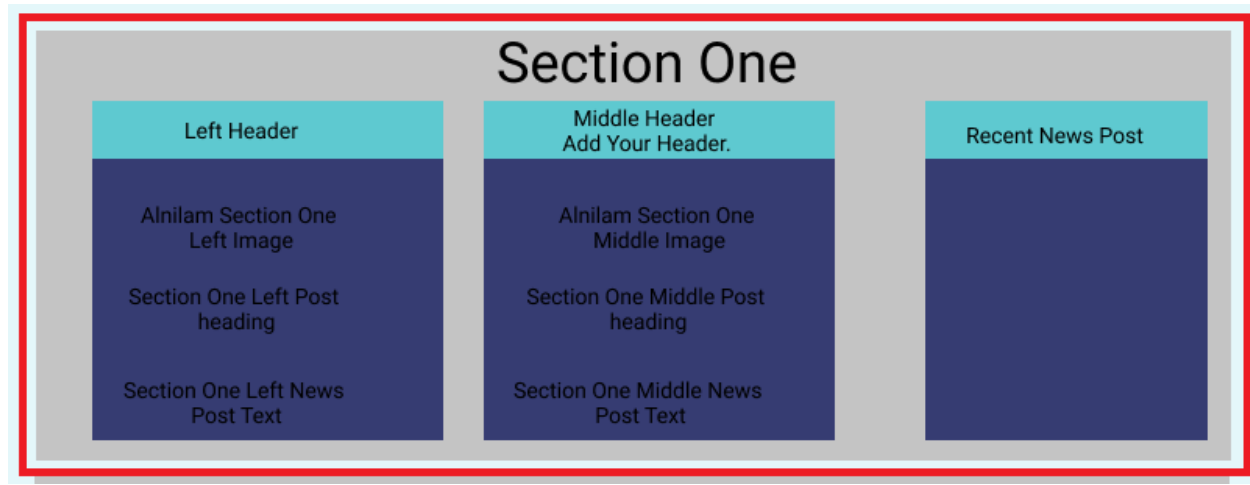 Section One
Left Header
Alnilam Section One
Left Image
Section One Left Post
heading
Section One Left News
Post Text
Middle Header
Add Your Header.
Alnilam Section One
Middle Image
Section One Middle Post
heading
Section One Middle News
Post Text
Recent News Post